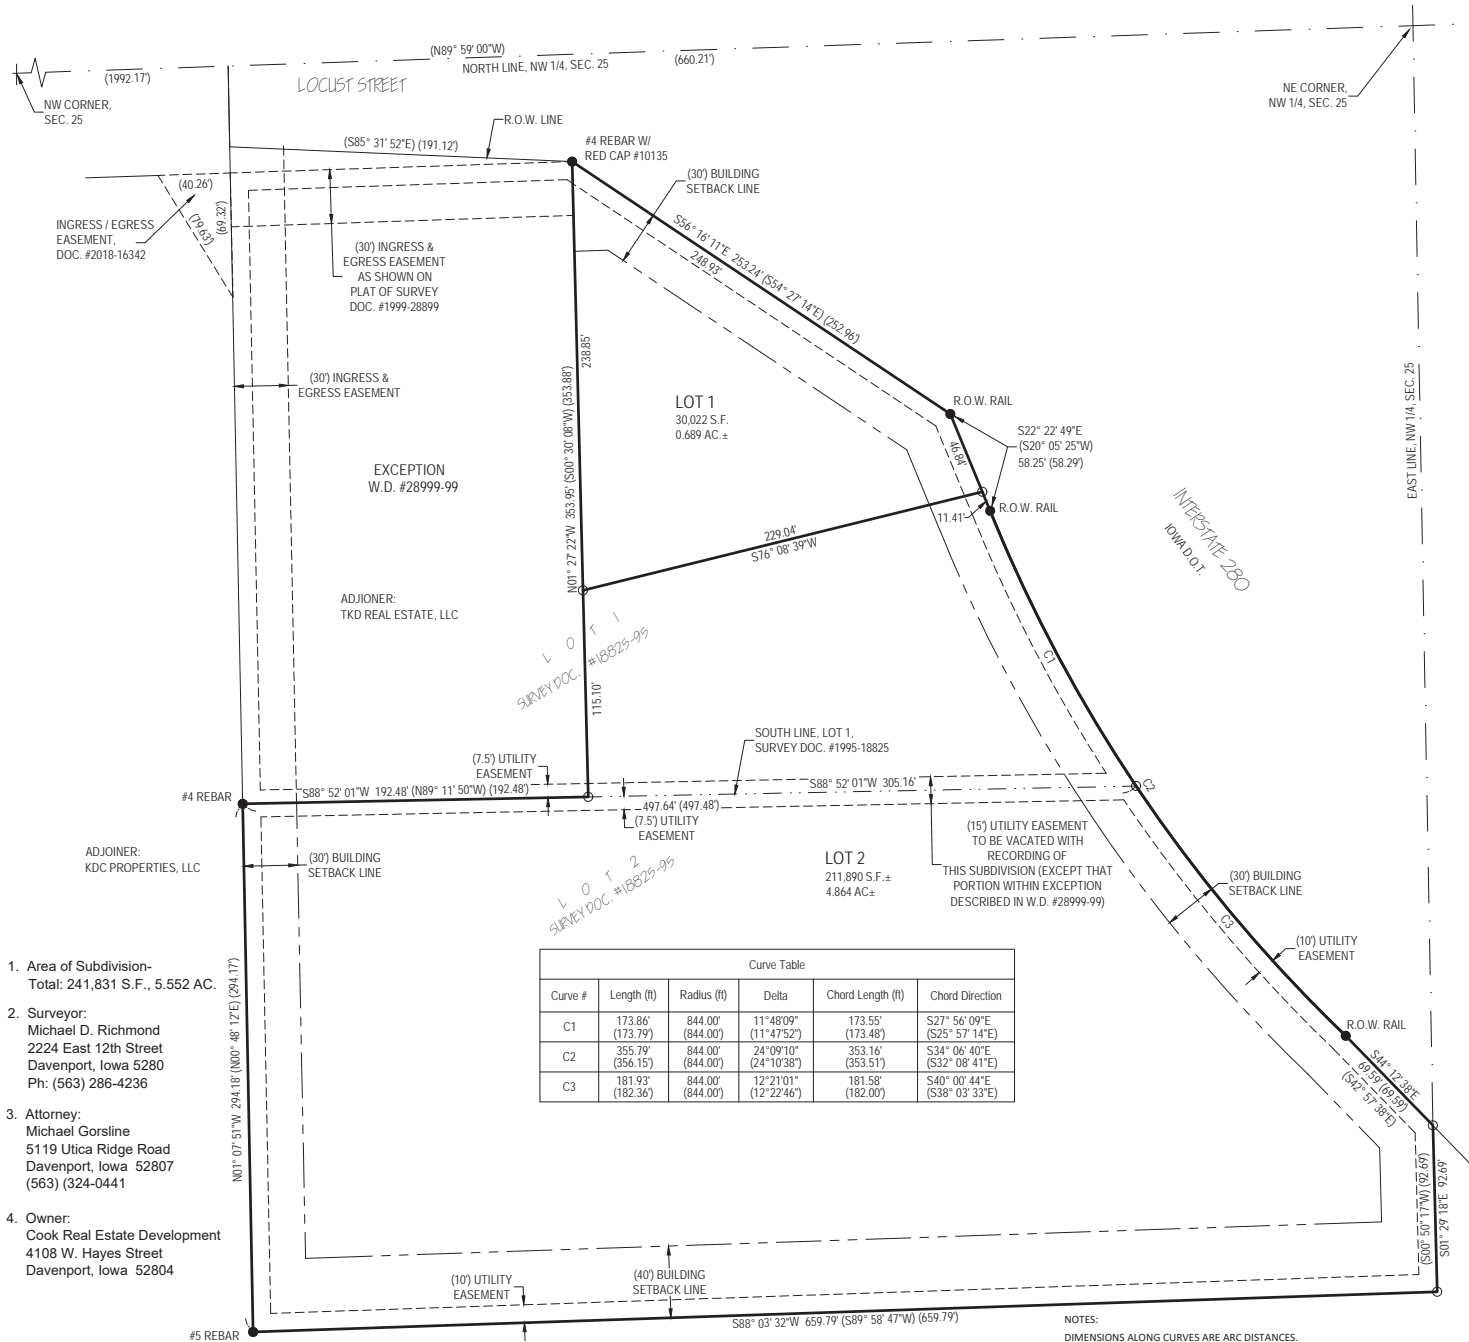 (N89° 59' 00"W)
(1992.17')
NORTH LINE, NW 1/4, SEC. 25
(660.21')
LOCUST STREET
NW CORNER,
SEC. 25
NE CORNER,
NW 1/4, SEC. 25
R.O.W. LINE
(S85° 31' 52"E) (191.12')
#4 REBAR W/
RED CAP #10135
(30') BUILDING
SETBACK LINE
(40.26')
(79.63')
(69.32')
INGRESS / EGRESS
EASEMENT,
DOC. #2018-16342
(30') INGRESS &
EGRESS EASEMENT
AS SHOWN ON
PLAT OF SURVEY
DOC. #1999-28899
S56° 16' 11"E 253.24' (S54° 27' 14"E) (252.96')
248.93'
(30') INGRESS &
EGRESS EASEMENT
238.85'
N01° 27' 22"W 353.95' (S00° 30' 08"W) (353.88')
LOT 1
30,022 S.F.
0.689 AC.±
R.O.W. RAIL
S22° 22' 49"E
(S20° 05' 25"W)
58.25' (58.29')
46.84'
EAST LINE, NW 1/4, SEC. 25
EXCEPTION
W.D. #28999-99
R.O.W. RAIL
11.41'
229.04'
S76° 08' 39"W
INTERSTATE 280
IOWA D.O.T.
ADJIONER:
TKD REAL ESTATE, LLC
L O T 1
SURVEY DOC. #18825-95
C1
115.10'
SOUTH LINE, LOT 1,
SURVEY DOC. #1995-18825
(7.5') UTILITY
EASEMENT
S88° 52' 01"W 192.48' (N89° 11' 50"W) (192.48')
S88° 52' 01"W 305.16'
C2
#4 REBAR
497.64' (497.48')
(7.5') UTILITY
EASEMENT
ADJOINER:
KDC PROPERTIES, LLC
(30') BUILDING
SETBACK LINE
L O T 2
SURVEY DOC. #18825-95
LOT 2
211,890 S.F.±
4.864 AC±
(15') UTILITY EASEMENT
TO BE VACATED WITH
RECORDING OF
THIS SUBDIVISION (EXCEPT THAT
PORTION WITHIN EXCEPTION
DESCRIBED IN W.D. #28999-99)
(30') BUILDING
SETBACK LINE
C3
(10') UTILITY
EASEMENT
R.O.W. RAIL
S44° 12' 38"E
69.59' (69.59')
(S42° 57' 38"E)
N01° 07' 51"W 294.18' (N00° 48' 12"E) (294.17')
1. Area of Subdivision-
Total: 241,831 S.F., 5.552 AC.
2. Surveyor:
Michael D. Richmond
2224 East 12th Street
Davenport, Iowa 5280
Ph: (563) 286-4236
3. Attorney:
Michael Gorsline
5119 Utica Ridge Road
Davenport, Iowa 52807
(563) (324-0441
4. Owner:
Cook Real Estate Development
4108 W. Hayes Street
Davenport, Iowa 52804
Curve Table
Curve # Length (ft) Radius (ft) Delta Chord Length (ft) Chord Direction
C1 173.86' 844.00' 11°48'09" 173.55' S27° 56' 09"E
(173.79') (844.00') (11°47'52") (173.48') (S25° 57' 14"E)
C2 355.79' 844.00' 24°09'10" 353.16' S34° 06' 40"E
(356.15') (844.00') (24°10'38") (353.51') (S32° 08' 41"E)
C3 181.93' 844.00' 12°21'01" 181.58' S40° 00' 44"E
(182.36') (844.00') (12°22'46") (182.00') (S38° 03' 33"E)
(S00° 50' 17"W) (92.69')
S01° 29' 18"E 92.69'
(10') UTILITY
EASEMENT
(40') BUILDING
SETBACK LINE
#5 REBAR
S88° 03' 32"W 659.79' (S89° 58' 47"W) (659.79')
NOTES:
DIMENSIONS ALONG CURVES ARE ARC DISTANCES.